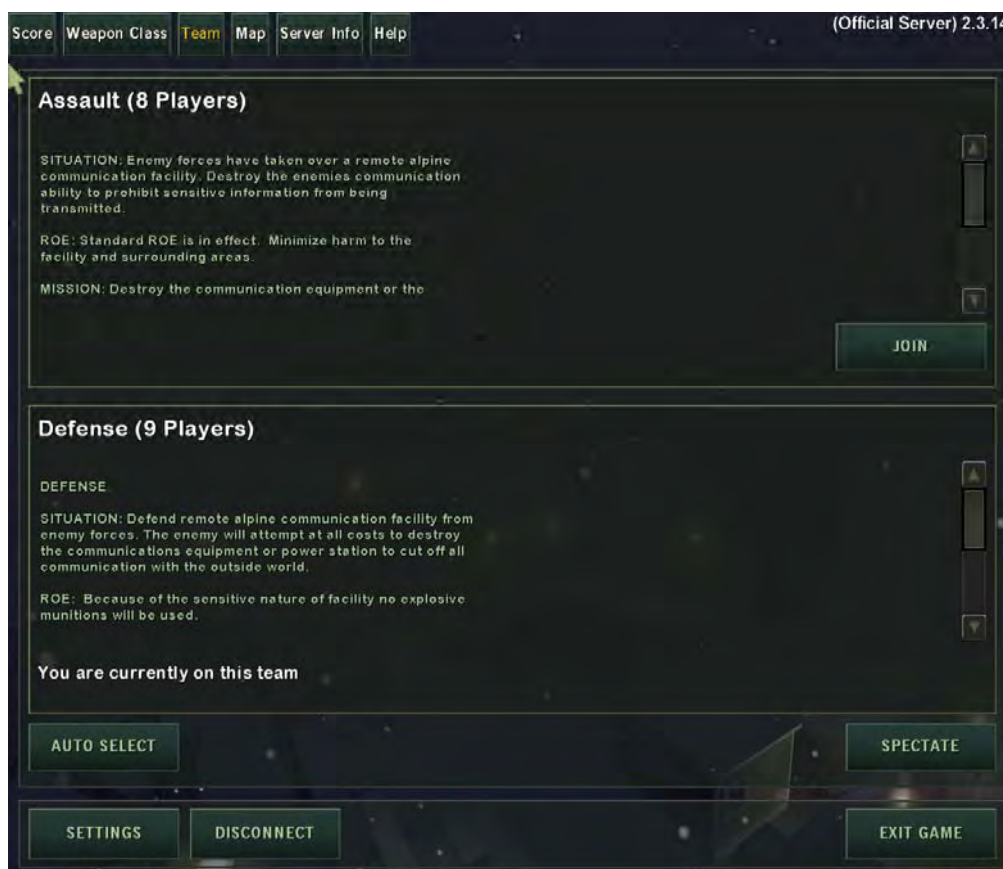 Score Weapon Class Team Map Server Info Help
(Official Server) 2.3.14
Assault (8 Players)
SITUATION: Enemy forces have taken over a remote alpine
communication facility. Destroy the enemies communication
ability to prohibit sensitive information from being
transmitted.
ROE: Standard ROE is in effect. Minimize harm to the
facility and surrounding areas.
MISSION: Destroy the communication equipment or the
JOIN
Defense (9 Players)
DEFENSE
SITUATION: Defend remote alpine communication facility from
enemy forces. The enemy will attempt at all costs to destroy
the communications equipment or power station to cut off all
communication with the outside world.
ROE: Because of the sensitive nature of facility no explosive
munitions will be used.
You are currently on this team
AUTO SELECT
SPECTATE
SETTINGS
DISCONNECT
EXIT GAME